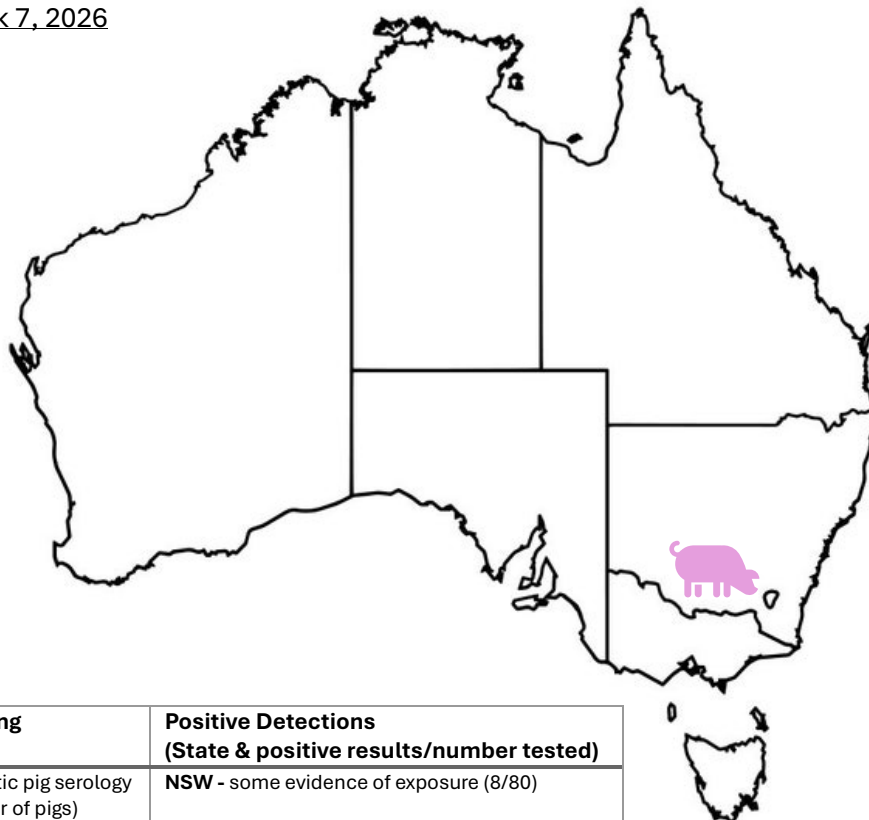 k 7, 2026
ng
Positive Detections
(State & positive results/number tested)
tic pig serology
r of pigs)
NSW - some evidence of exposure (8/80)